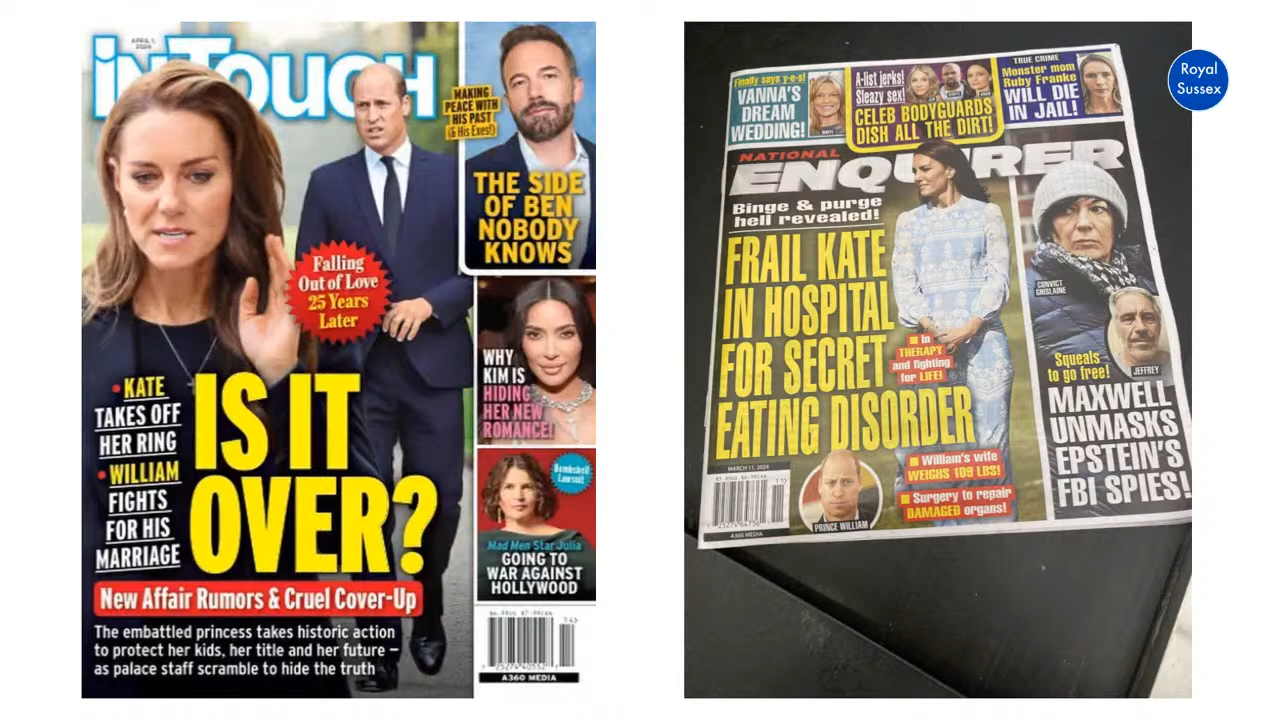 APRIL 1,
2024
INTOUCH
MAKING
PEACE WITH
HIS PAST
(& His Exes!)
THE SIDE
OF BEN
NOBODY
KNOWS
Falling
Out of Love
25 Years
Later
WHY
KIM IS
HIDING
HER NEW
ROMANCE!
• KATE
TAKES OFF
HER RING
• WILLIAM
FIGHTS
FOR HIS
MARRIAGE
IS IT
OVER?
New Affair Rumors & Cruel Cover-Up
The embattled princess takes historic action
to protect her kids, her title and her future —
as palace staff scramble to hide the truth
Bombshell
Lawsuit
Mad Men Star Julia
GOING TO
WAR AGAINST
HOLLYWOOD
A360 MEDIA
Finally says y-e-s!
VANNA'S
DREAM
WEDDING!
WHITE
A-list jerks!
Sleazy sex!
CELEB BODYGUARDS
DISH ALL THE DIRT!
TRUE CRIME
Monster mom
Ruby Franke
WILL DIE
IN JAIL!
Royal
Sussex
NATIONAL
ENQUIRER
Binge & purge
hell revealed!
FRAIL KATE
IN HOSPITAL
FOR SECRET
EATING DISORDER
In
THERAPY
and fighting
for LIFE!
William's wife
WEIGHS 109 LBS!
Surgery to repair
DAMAGED organs!
MARCH 11, 2024
PRINCE WILLIAM
A360 MEDIA
CONVICT
GHISLAINE
JEFFREY
Squeals
to go free!
MAXWELL
UNMASKS
EPSTEIN'S
FBI SPIES!